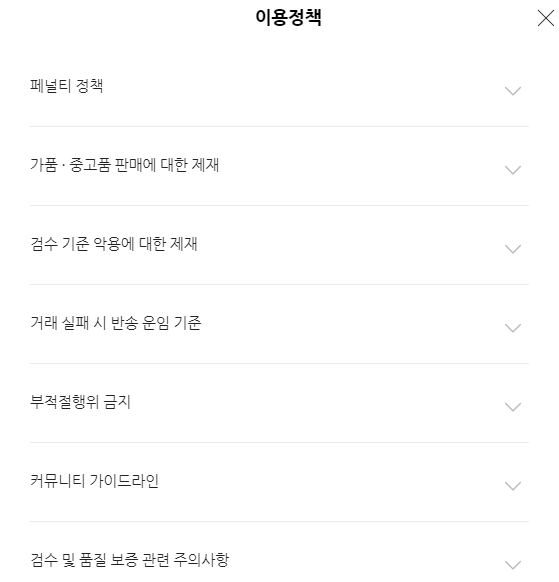 이용정책
페널티 정책
가품 · 중고품 판매에 대한 제재
검수 기준 악용에 대한 제재
거래 실패 시 반송 운임 기준
부적절행위 금지
커뮤니티 가이드라인
검수 및 품질 보증 관련 주의사항